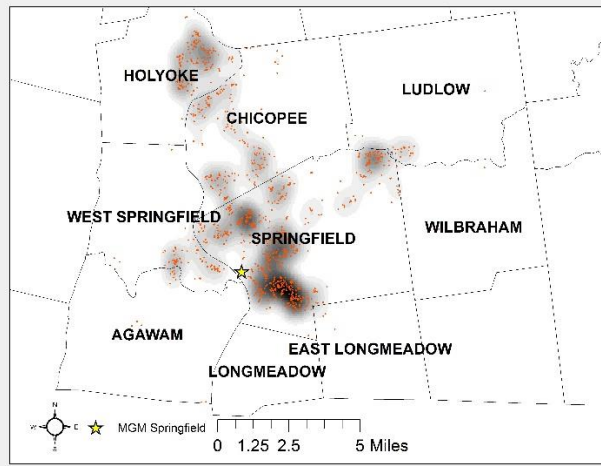 HOLYOKE
LUDLOW
CHICOPEE
WEST SPRINGFIELD
WILBRAHAM
SPRINGFIELD
AGAWAM
EAST LONGMEADOW
LONGMEADOW
N
W E
S
MGM Springfield
0 1.25 2.5 5 Miles